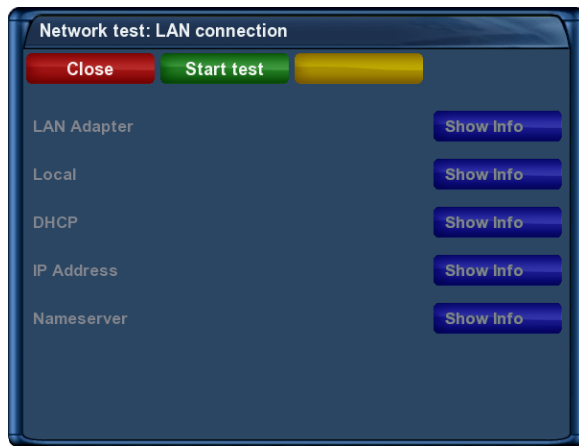 Network test: LAN connection
Close Start test
LAN Adapter Show Info
Local Show Info
DHCP Show Info
IP Address Show Info
Nameserver Show Info